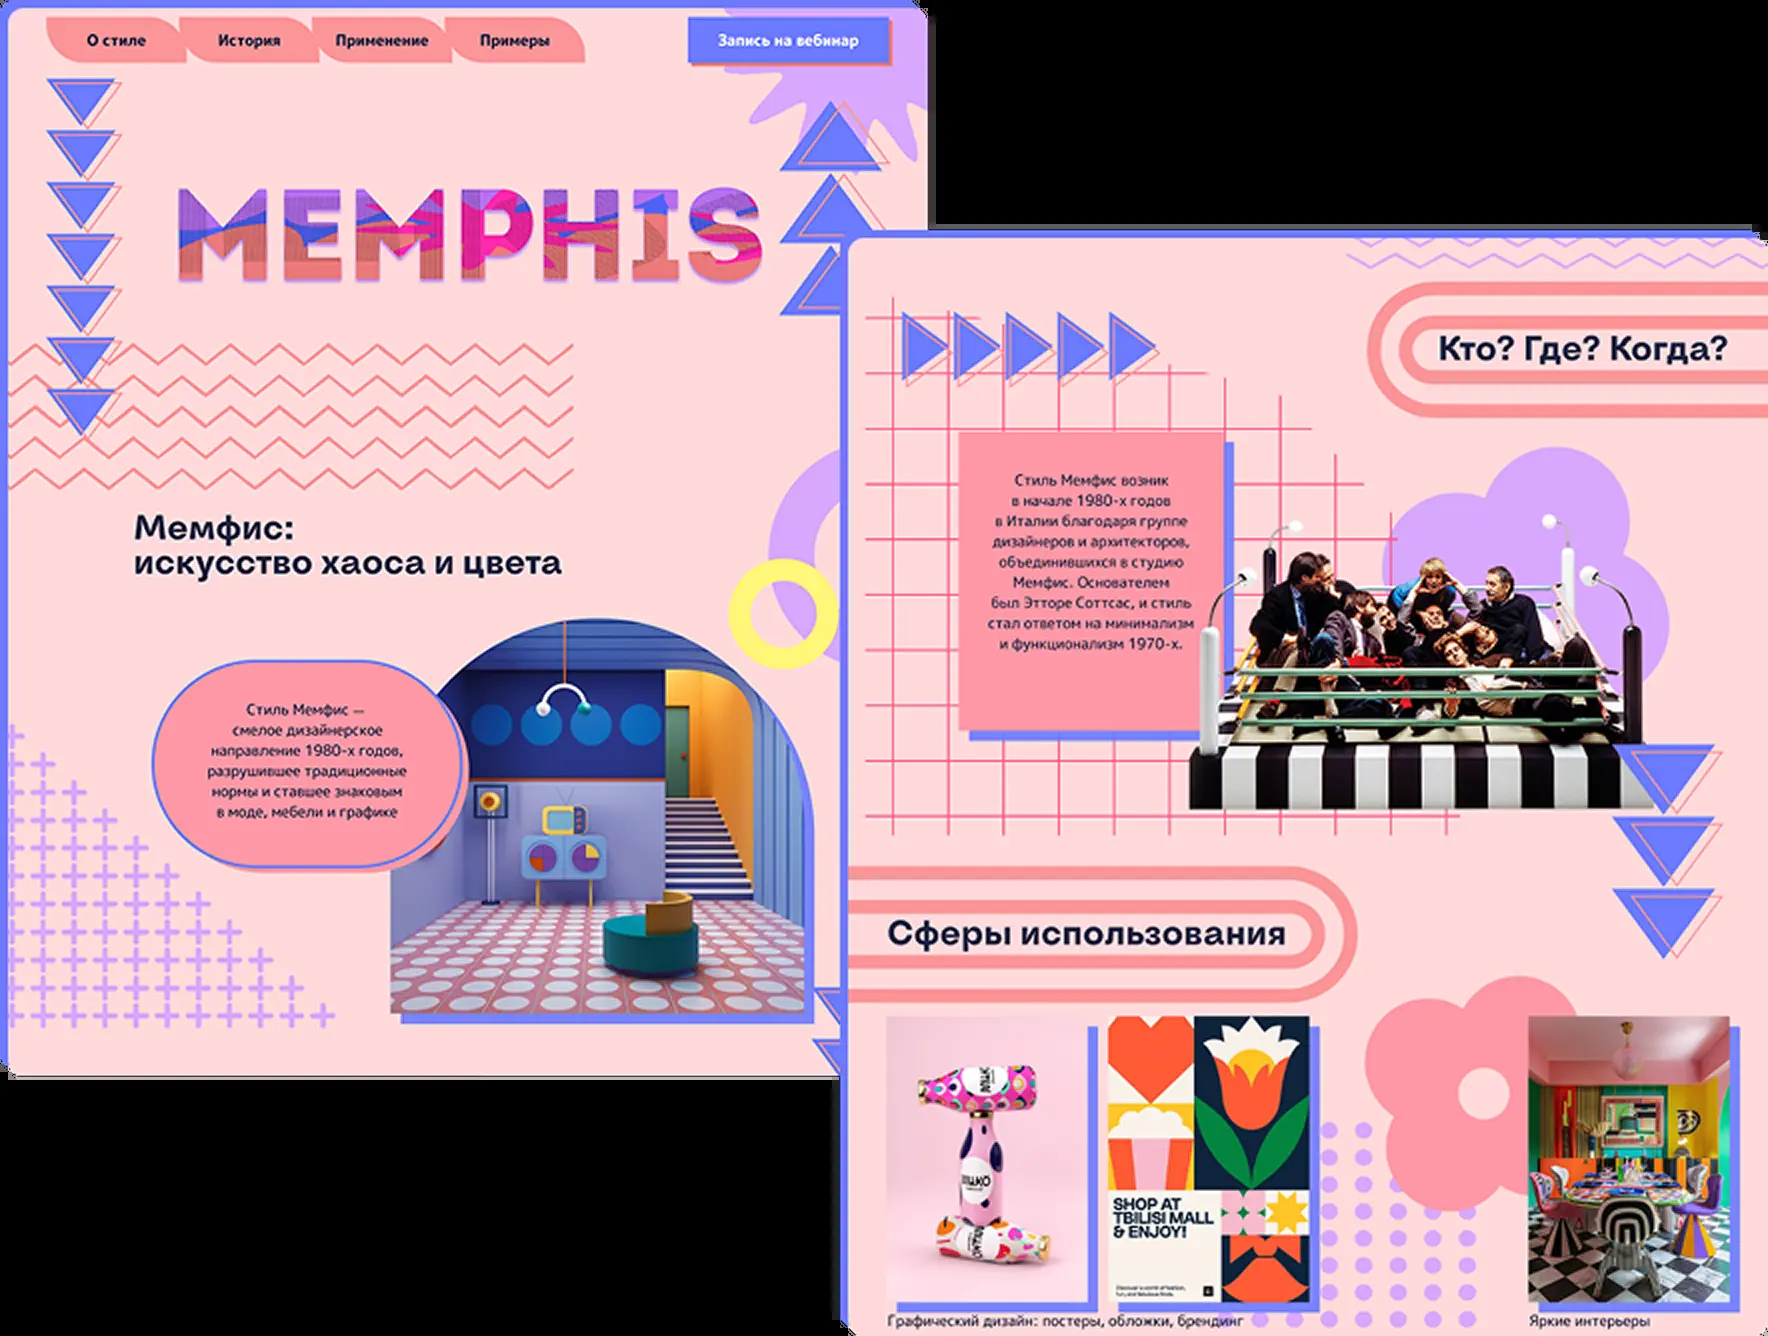 О стиле
История
Применение
Примеры
Запись на вебинар
MEMPHIS
Мемфис:
искусство хаоса и цвета
Стиль Мемфис —
смелое дизайнерское
направление 1980-х годов,
разрушившее традиционные
нормы и ставшее знаковым
в моде, мебели и графике
Кто? Где? Когда?
Стиль Мемфис возник
в начале 1980-х годов
в Италии благодаря группе
дизайнеров и архитекторов,
объединившихся в студию
Мемфис. Основателем
был Этторе Соттсас, и стиль
стал ответом на минимализм
и функционализм 1970-х.
Сферы использования
SHOP AT
TBILISI MALL
& ENJOY!
Графический дизайн: постеры, обложки, брендинг
Яркие интерьеры